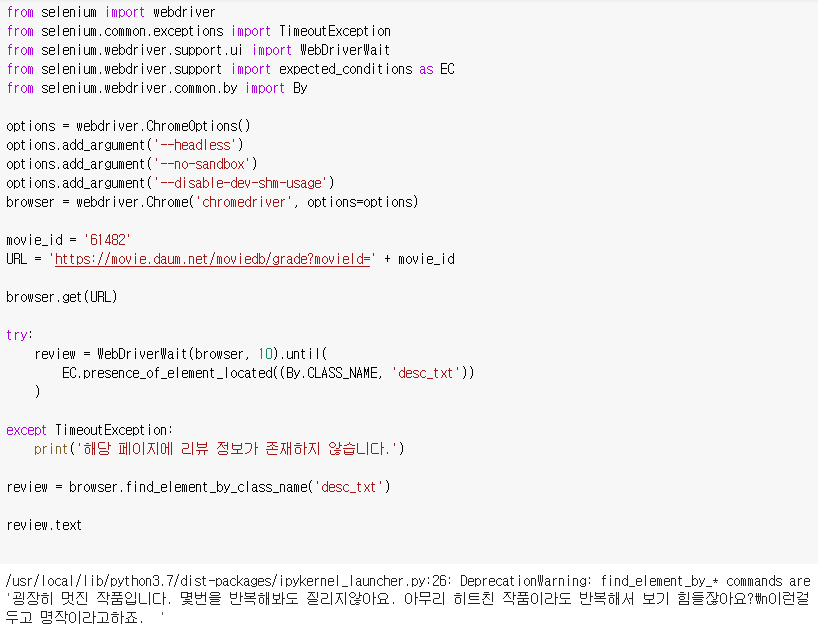 from selenium import webdriver
from selenium.common.exceptions import TimeoutException
from selenium.webdriver.support.ui import WebDriverWait
from selenium.webdriver.support import expected_conditions as EC
from selenium.webdriver.common.by import By
options = webdriver.ChromeOptions()
options.add_argument('--headless')
options.add_argument('--no-sandbox')
options.add_argument('--disable-dev-shm-usage')
browser = webdriver.Chrome('chromedriver', options=options)
movie_id = '61482'
URL = 'https://movie.daum.net/moviedb/grade?movieId=' + movie_id
browser.get(URL)
try:
    review = WebDriverWait(browser, 10).until(
        EC.presence_of_element_located((By.CLASS_NAME, 'desc_txt'))
    )
except TimeoutException:
    print('해당 페이지에 리뷰 정보가 존재하지 않습니다.')
review = browser.find_element_by_class_name('desc_txt')
review.text
/usr/local/lib/python3.7/dist-packages/ipykernel_launcher.py:26: DeprecationWarning: find_element_by_* commands are
'굉장히 멋진 작품입니다. 몇번을 반복해봐도 질리지않아요. 아무리 히트친 작품이라도 반복해서 보기 힘들잖아요?₩n이런걸
두고 명작이라고하죠.  '